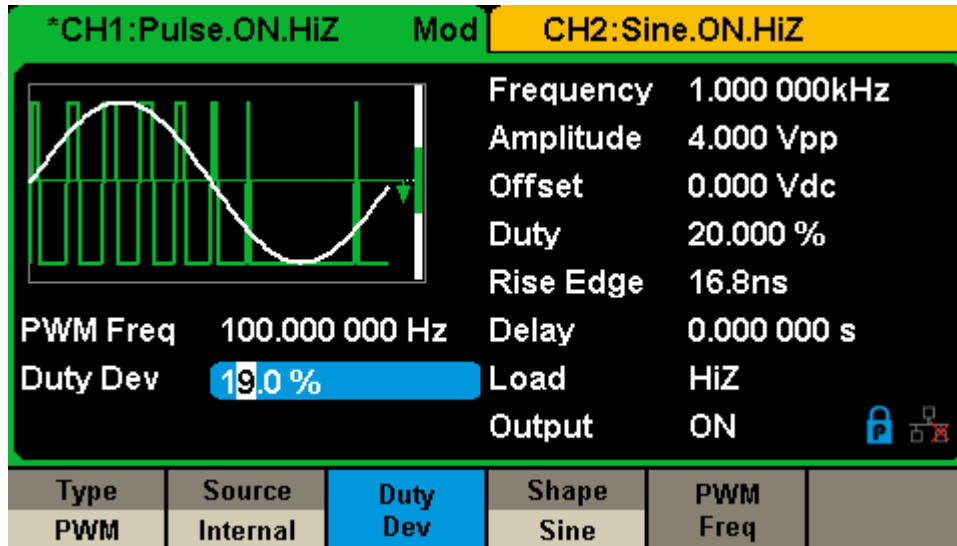 *CH1:Pulse.ON.HiZ Mod CH2:Sine.ON.HiZ
Frequency 1.000 000kHz
Amplitude 4.000 Vpp
Offset 0.000 Vdc
Duty 20.000 %
Rise Edge 16.8ns
PWM Freq 100.000 000 Hz Delay 0.000 000 s
Duty Dev 19.0 % Load HiZ
Output ON P
Type Source Duty Shape PWM
PWM Internal Dev Sine Freq